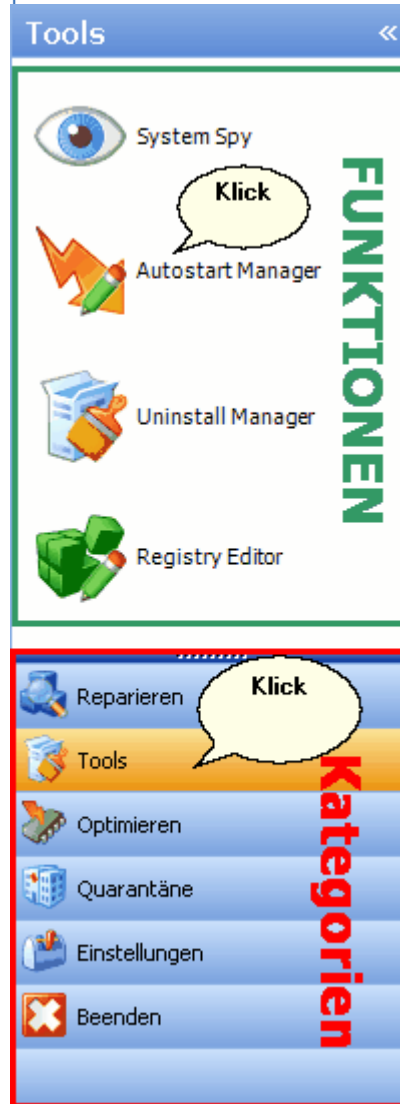 Tools «
System Spy
Klick
Autostart Manager
Uninstall Manager
Registry Editor
FUNKTIONEN
Reparieren
Klick
Tools
Optimieren
Quarantäne
Einstellungen
Beenden
Kategorien